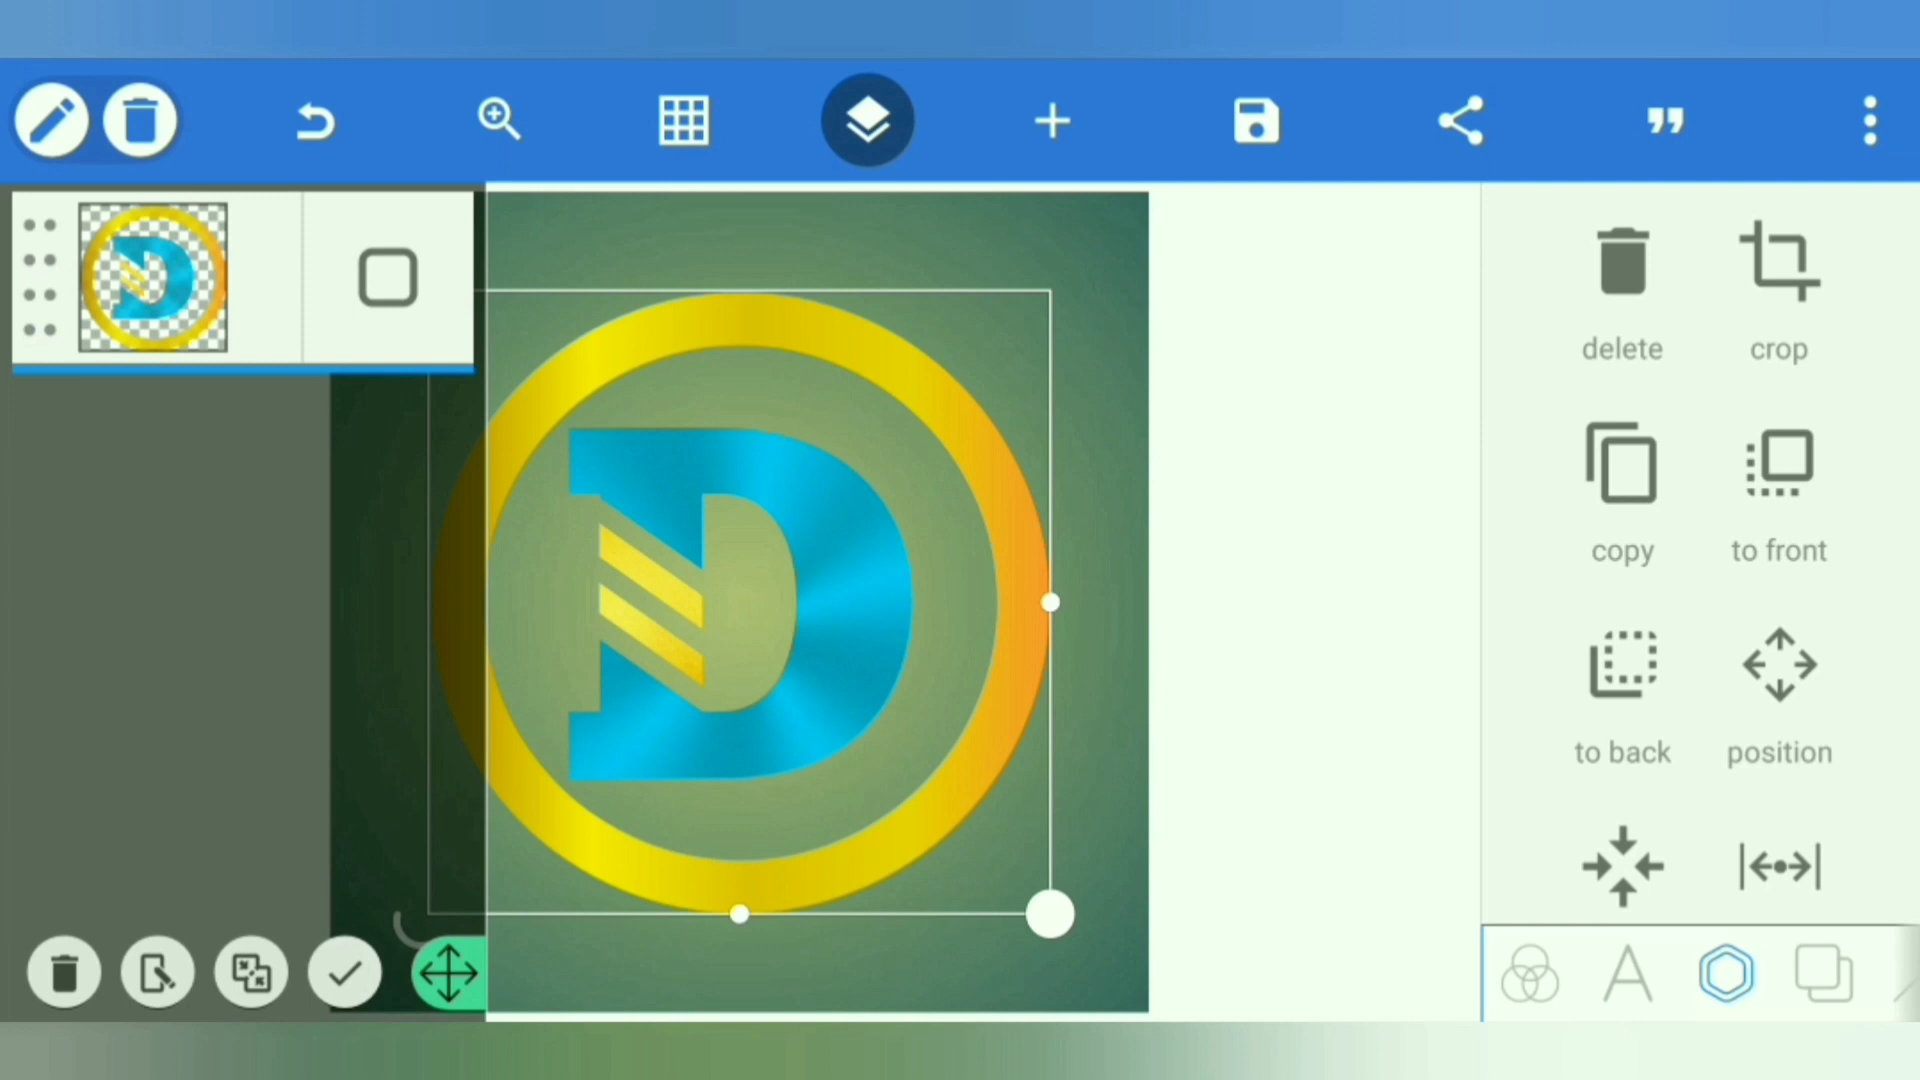 D
delete
crop
D
copy
to front
to back
position